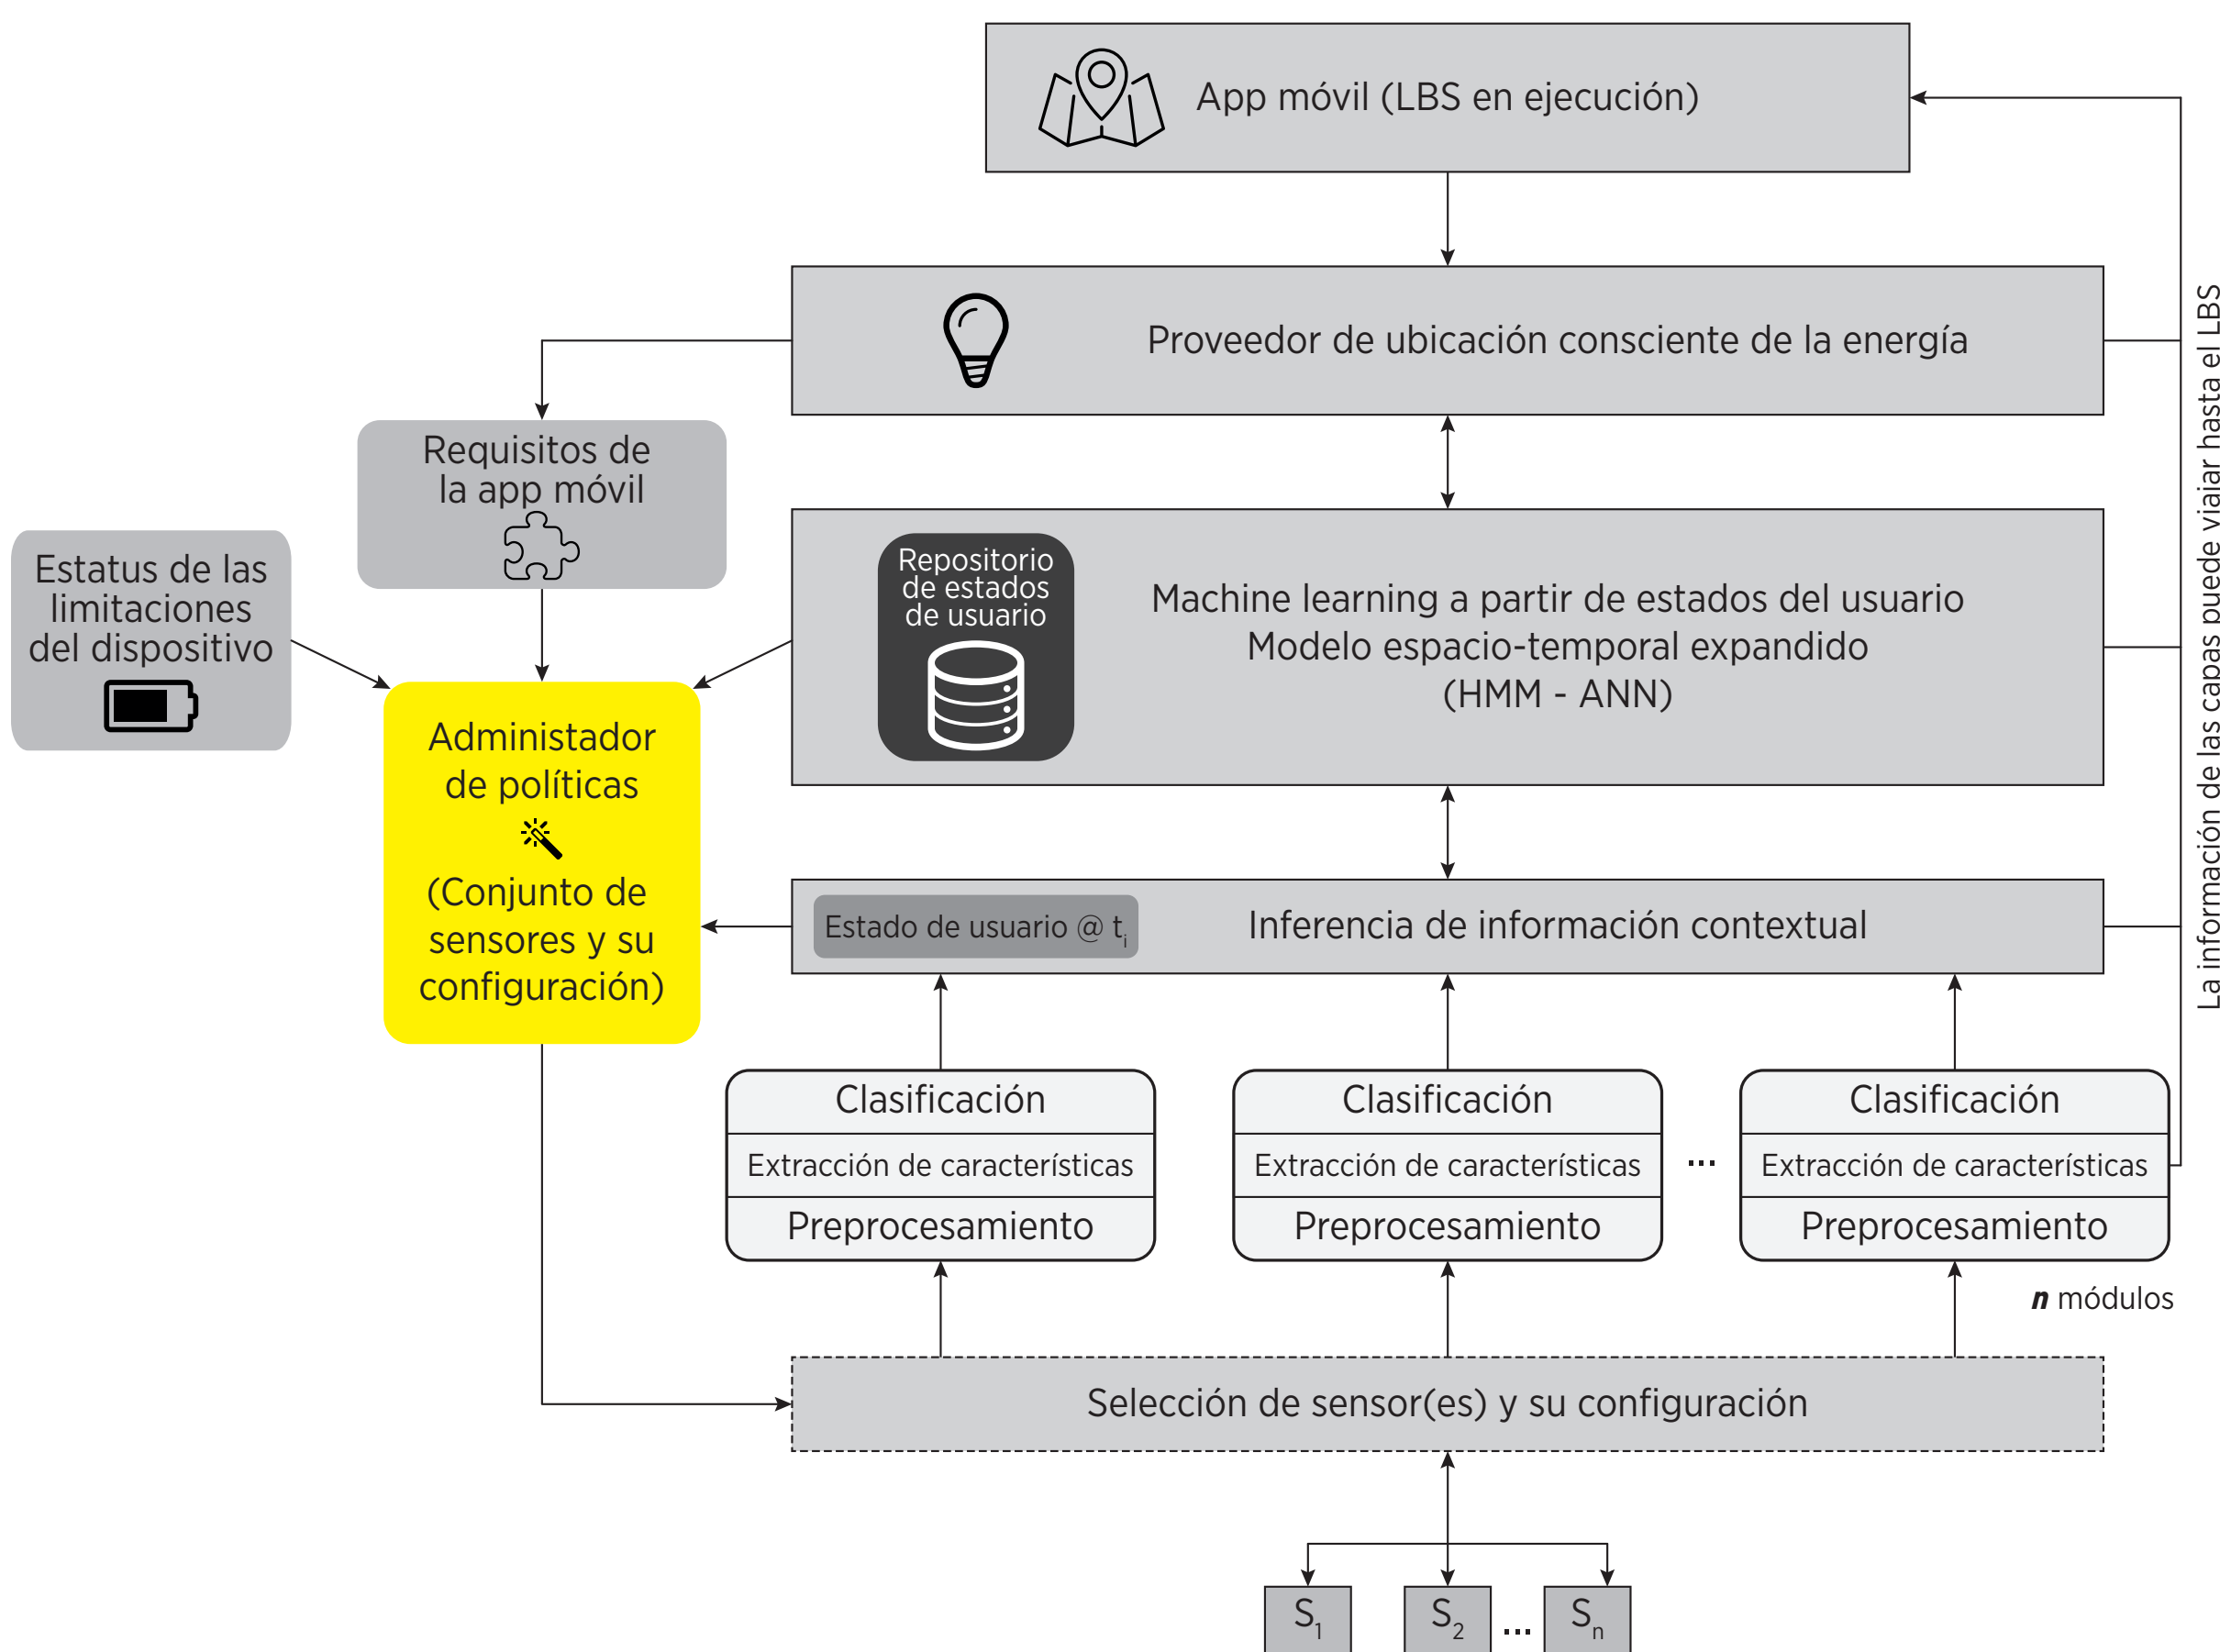 App móvil (LBS en ejecución)
Proveedor de ubicación consciente de la energía
Requisitos de
la app móvil
Estatus de las
limitaciones
del dispositivo
Repositorio
de estados
de usuario
Machine learning a partir de estados del usuario
Modelo espacio-temporal expandido
(HMM - ANN)
Administador
de políticas
(Conjunto de
sensores y su
configuración)
Estado de usuario @ tᵢ
Inferencia de información contextual
La información de las capas puede viajar hasta el LBS
Clasificación
Extracción de características
Preprocesamiento
Clasificación
Extracción de características
Preprocesamiento
...
Clasificación
Extracción de características
Preprocesamiento
n módulos
Selección de sensor(es) y su configuración
S₁
S₂
...
Sₙ